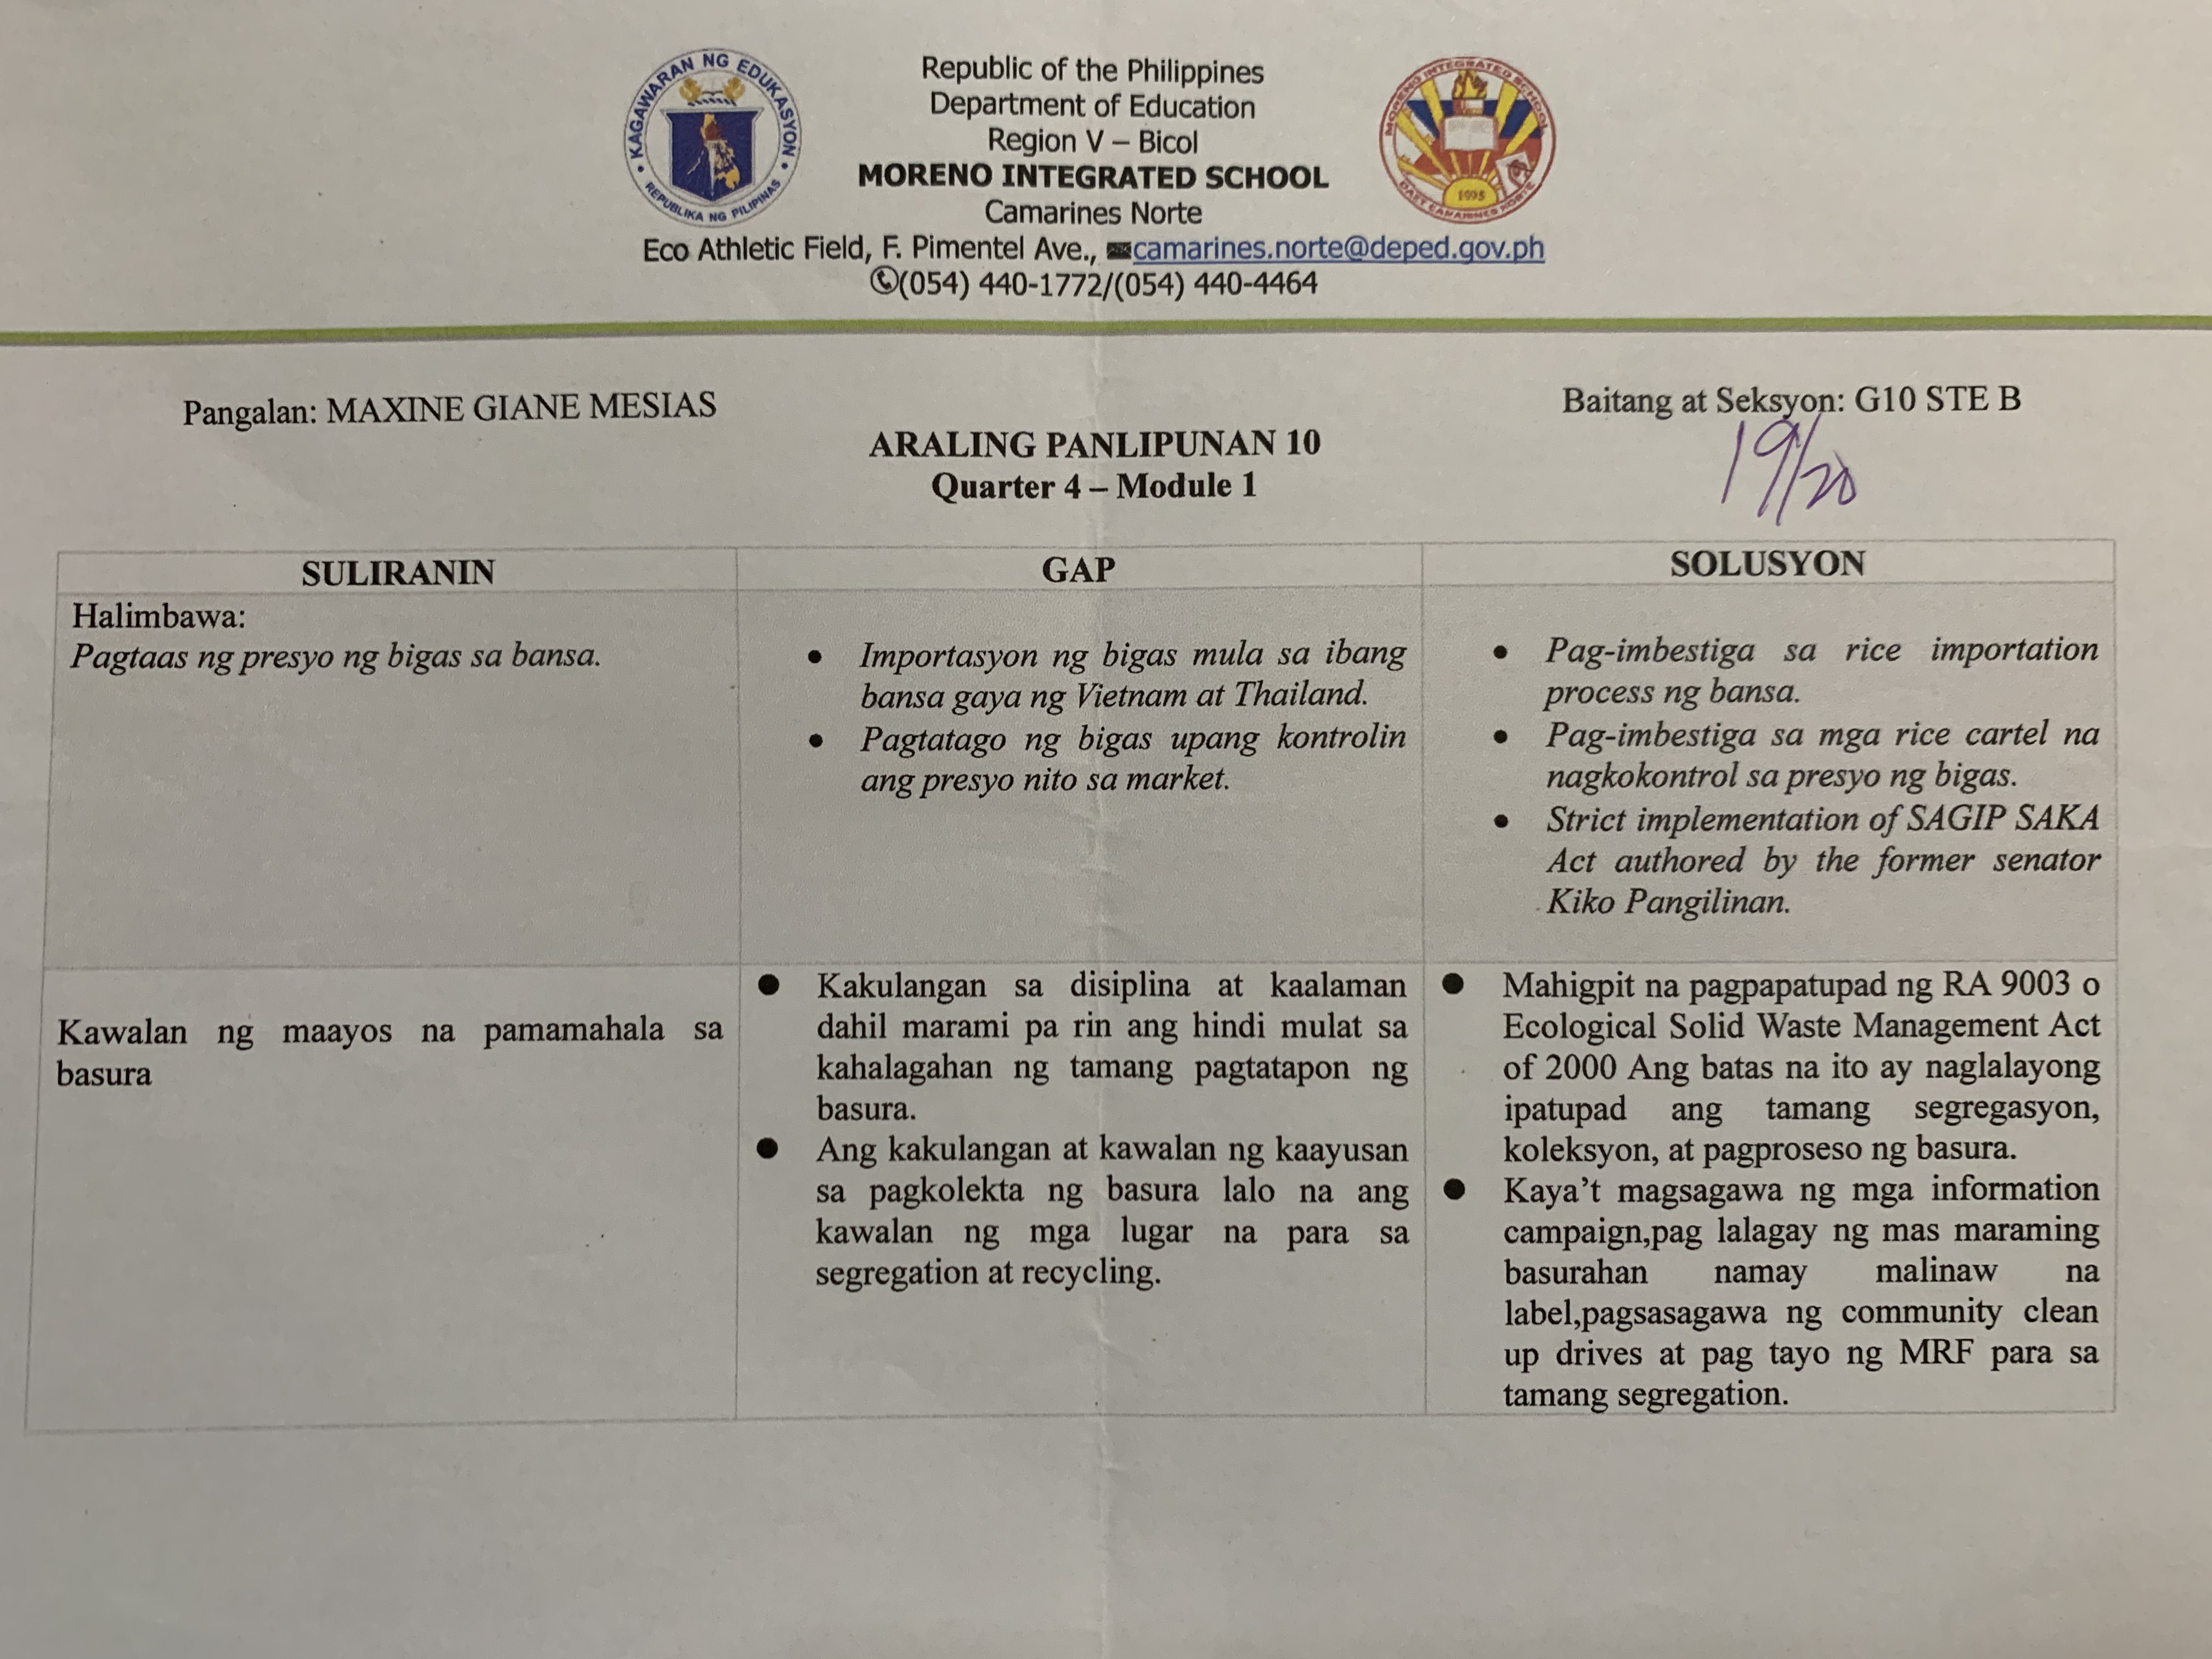 KAGAWARAN NG EDUKASYON
REPUBLIKA NG PILIPINAS
Republic of the Philippines
Department of Education
Region V – Bicol
MORENO INTEGRATED SCHOOL
Camarines Norte
Eco Athletic Field, F. Pimentel Ave., camarines.norte@deped.gov.ph
(054) 440-1772/(054) 440-4464
MORENO INTEGRATED SCHOOL
1995
DAET CAMARINES NORTE
Pangalan: MAXINE GIANE MESIAS
Baitang at Seksyon: G10 STE B
19/20
ARALING PANLIPUNAN 10
Quarter 4 – Module 1
SULIRANIN
GAP
SOLUSYON
Halimbawa:
Pagtaas ng presyo ng bigas sa bansa.
• Importasyon ng bigas mula sa ibang
bansa gaya ng Vietnam at Thailand.
• Pagtatago ng bigas upang kontrolin
ang presyo nito sa market.
• Pag-imbestiga sa rice importation
process ng bansa.
• Pag-imbestiga sa mga rice cartel na
nagkokontrol sa presyo ng bigas.
• Strict implementation of SAGIP SAKA
Act authored by the former senator
Kiko Pangilinan.
Kawalan ng maayos na pamamahala sa
basura
● Kakulangan sa disiplina at kaalaman
dahil marami pa rin ang hindi mulat sa
kahalagahan ng tamang pagtatapon ng
basura.
● Ang kakulangan at kawalan ng kaayusan
sa pagkolekta ng basura lalo na ang
kawalan ng mga lugar na para sa
segregation at recycling.
● Mahigpit na pagpapatupad ng RA 9003 o
Ecological Solid Waste Management Act
of 2000 Ang batas na ito ay naglalayong
ipatupad ang tamang segregasyon,
koleksyon, at pagproseso ng basura.
● Kaya’t magsagawa ng mga information
campaign,pag lalagay ng mas maraming
basurahan namay malinaw na
label,pagsasagawa ng community clean
up drives at pag tayo ng MRF para sa
tamang segregation.